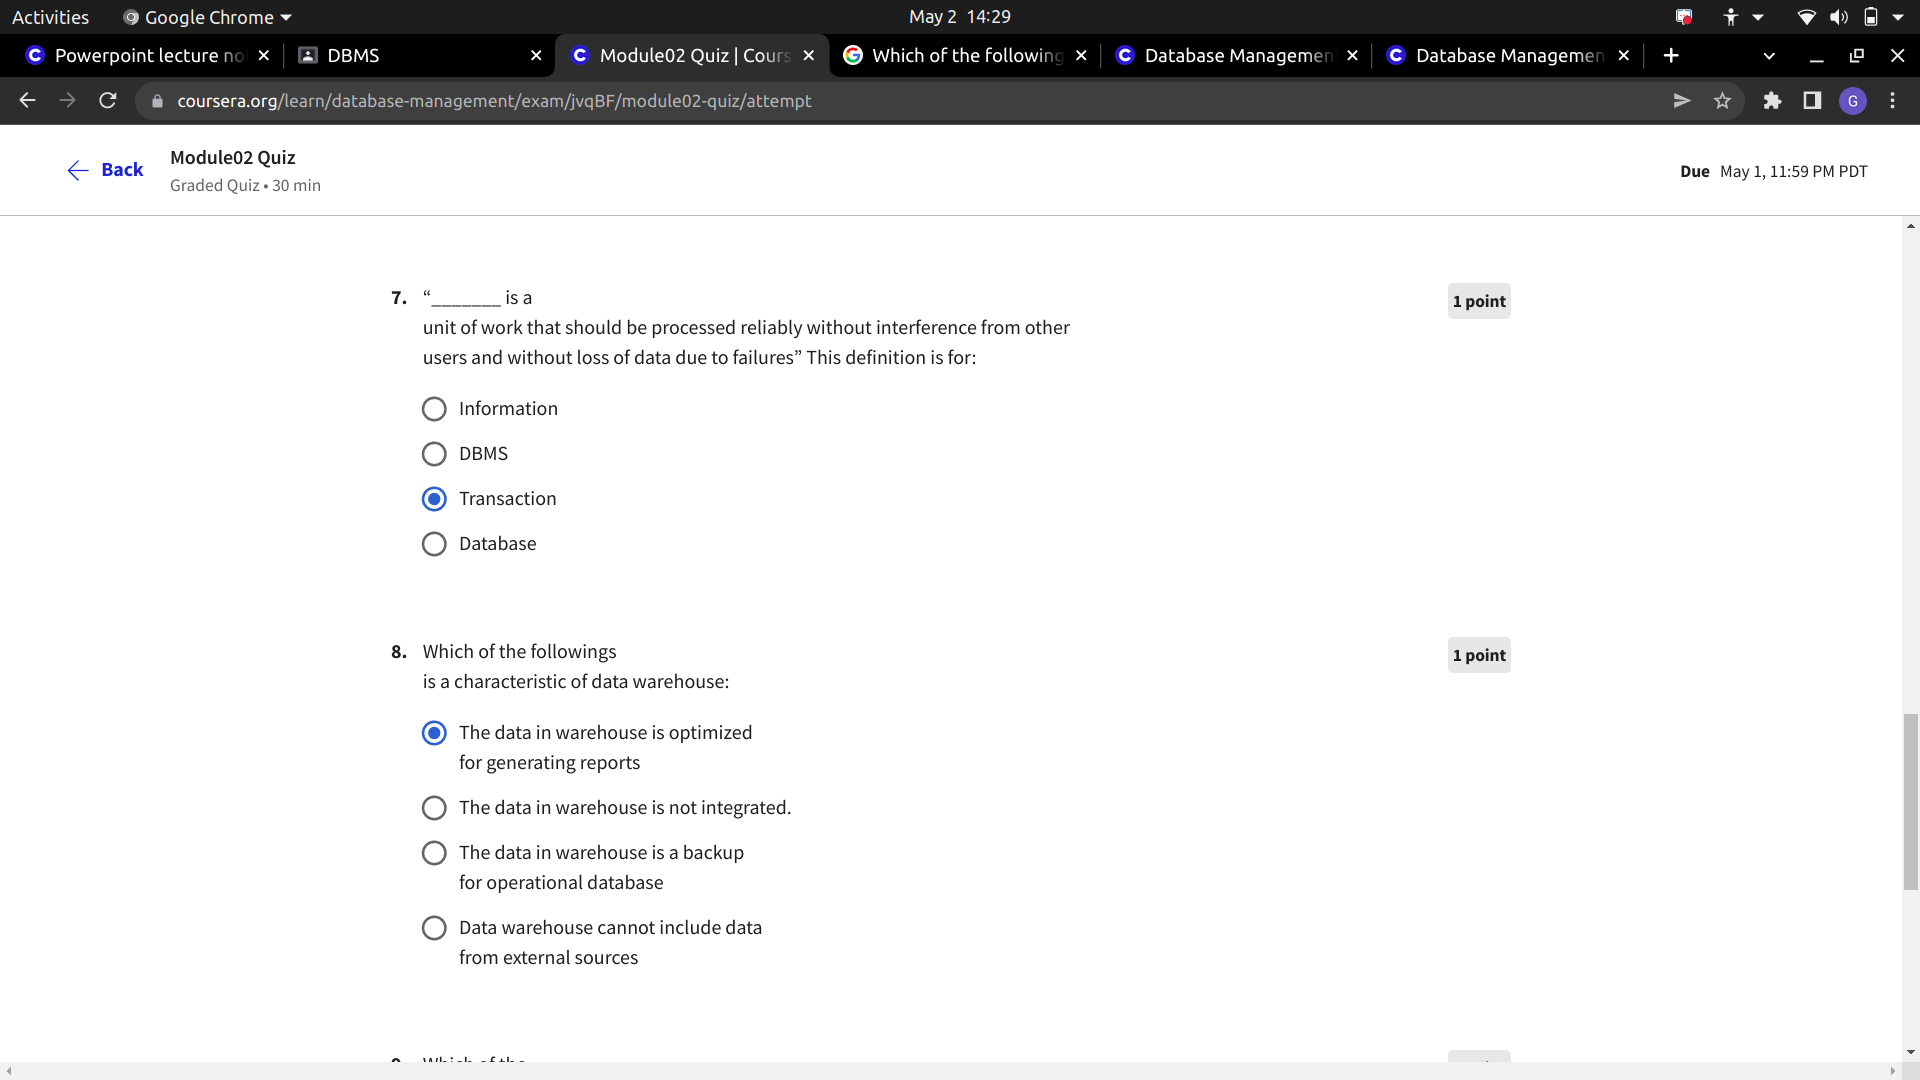 Activities Google Chrome May 2 14:29
Powerpoint lecture no DBMS Module02 Quiz | Cours Which of the following Database Managemen Database Managemen
coursera.org/learn/database-management/exam/jvqBF/module02-quiz/attempt G
Back
Module02 Quiz
Graded Quiz • 30 min
Due May 1, 11:59 PM PDT
7. “_______ is a
1 point
unit of work that should be processed reliably without interference from other
users and without loss of data due to failures” This definition is for:
Information
DBMS
Transaction
Database
8. Which of the followings
1 point
is a characteristic of data warehouse:
The data in warehouse is optimized
for generating reports
The data in warehouse is not integrated.
The data in warehouse is a backup
for operational database
Data warehouse cannot include data
from external sources
9. Which of the